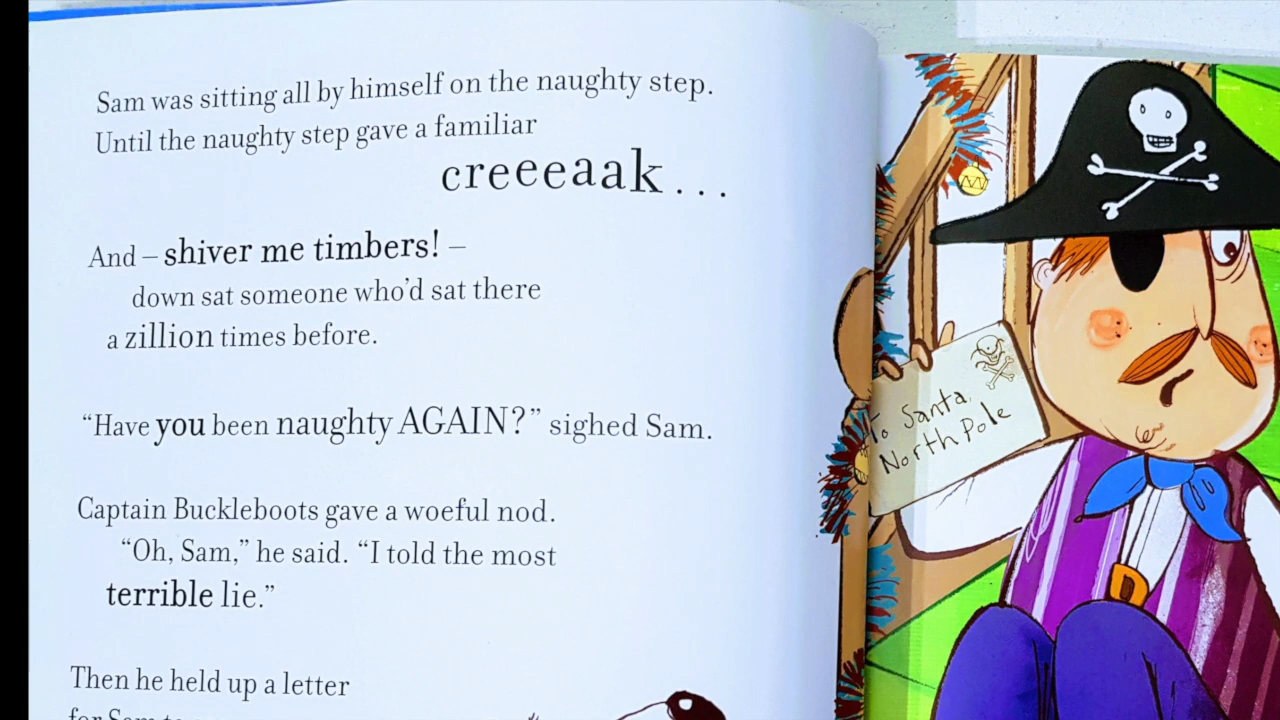 Sam was sitting all by himself on the naughty step.
Until the naughty step gave a familiar
creeeaak . . .
And – shiver me timbers! –
down sat someone who'd sat there
a zillion times before.
“Have you been naughty AGAIN?” sighed Sam.
Captain Buckleboots gave a woeful nod.
“Oh, Sam,” he said. “I told the most
terrible lie.”
Then he held up a letter
for Sam to
To Santa,
North Pole